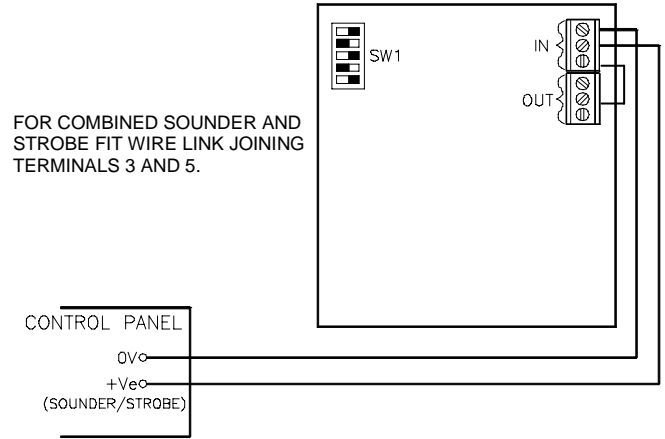 SW1
IN
OUT
FOR COMBINED SOUNDER AND
STROBE FIT WIRE LINK JOINING
TERMINALS 3 AND 5.
CONTROL PANEL
0V
+Ve
(SOUNDER/STROBE)